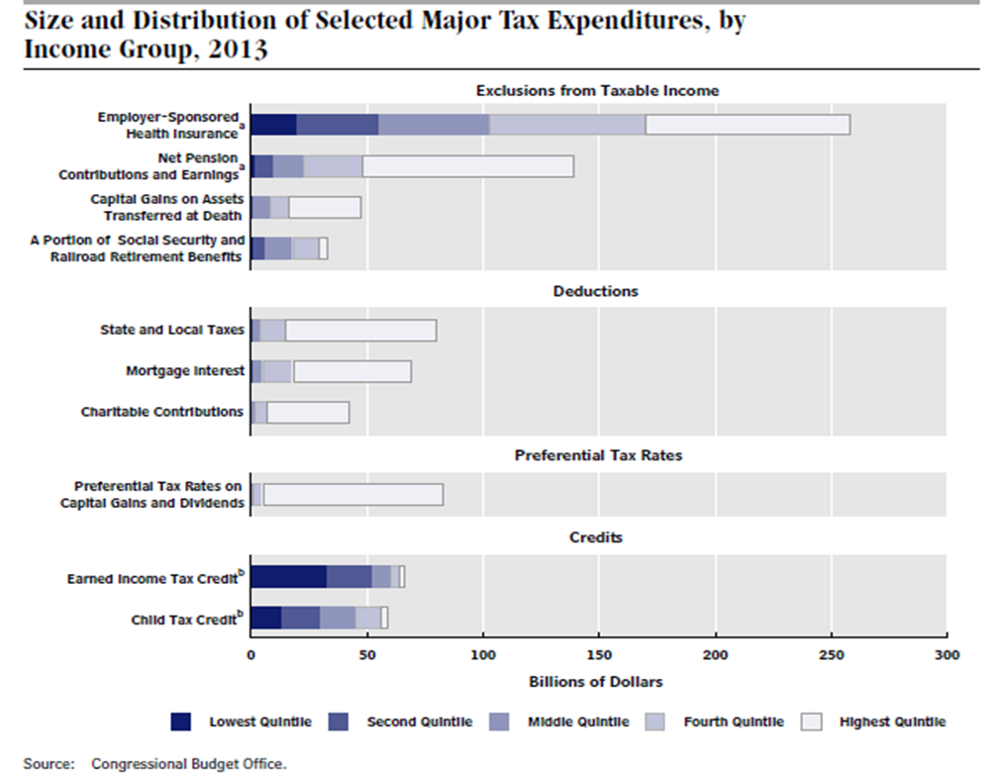 Size and Distribution of Selected Major Tax Expenditures, by
Income Group, 2013
Exclusions from Taxable Income
Employer-Sponsored
Health Insurance a
Net Pension
Contributions and Earnings a
Capital Gains on Assets
Transferred at Death
A Portion of Social Security and
Railroad Retirement Benefits
Deductions
State and Local Taxes
Mortgage Interest
Charitable Contributions
Preferential Tax Rates
Preferential Tax Rates on
Capital Gains and Dividends
Credits
Earned Income Tax Credit b
Child Tax Credit b
0 50 100 150 200 250 300
Billions of Dollars
Lowest Quintile Second Quintile Middle Quintile Fourth Quintile Highest Quintile
Source: Congressional Budget Office.